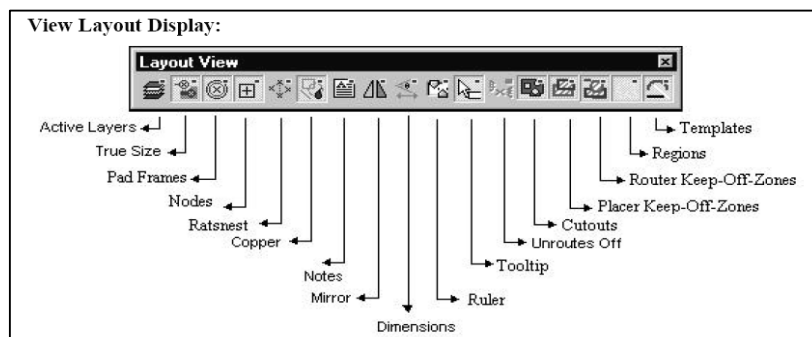 View Layout Display:
Layout View
Active Layers
Templates
True Size
Regions
Pad Frames
Router Keep-Off-Zones
Nodes
Placer Keep-Off-Zones
Ratsnest
Cutouts
Copper
Unroutes Off
Tooltip
Notes
Mirror
Ruler
Dimensions